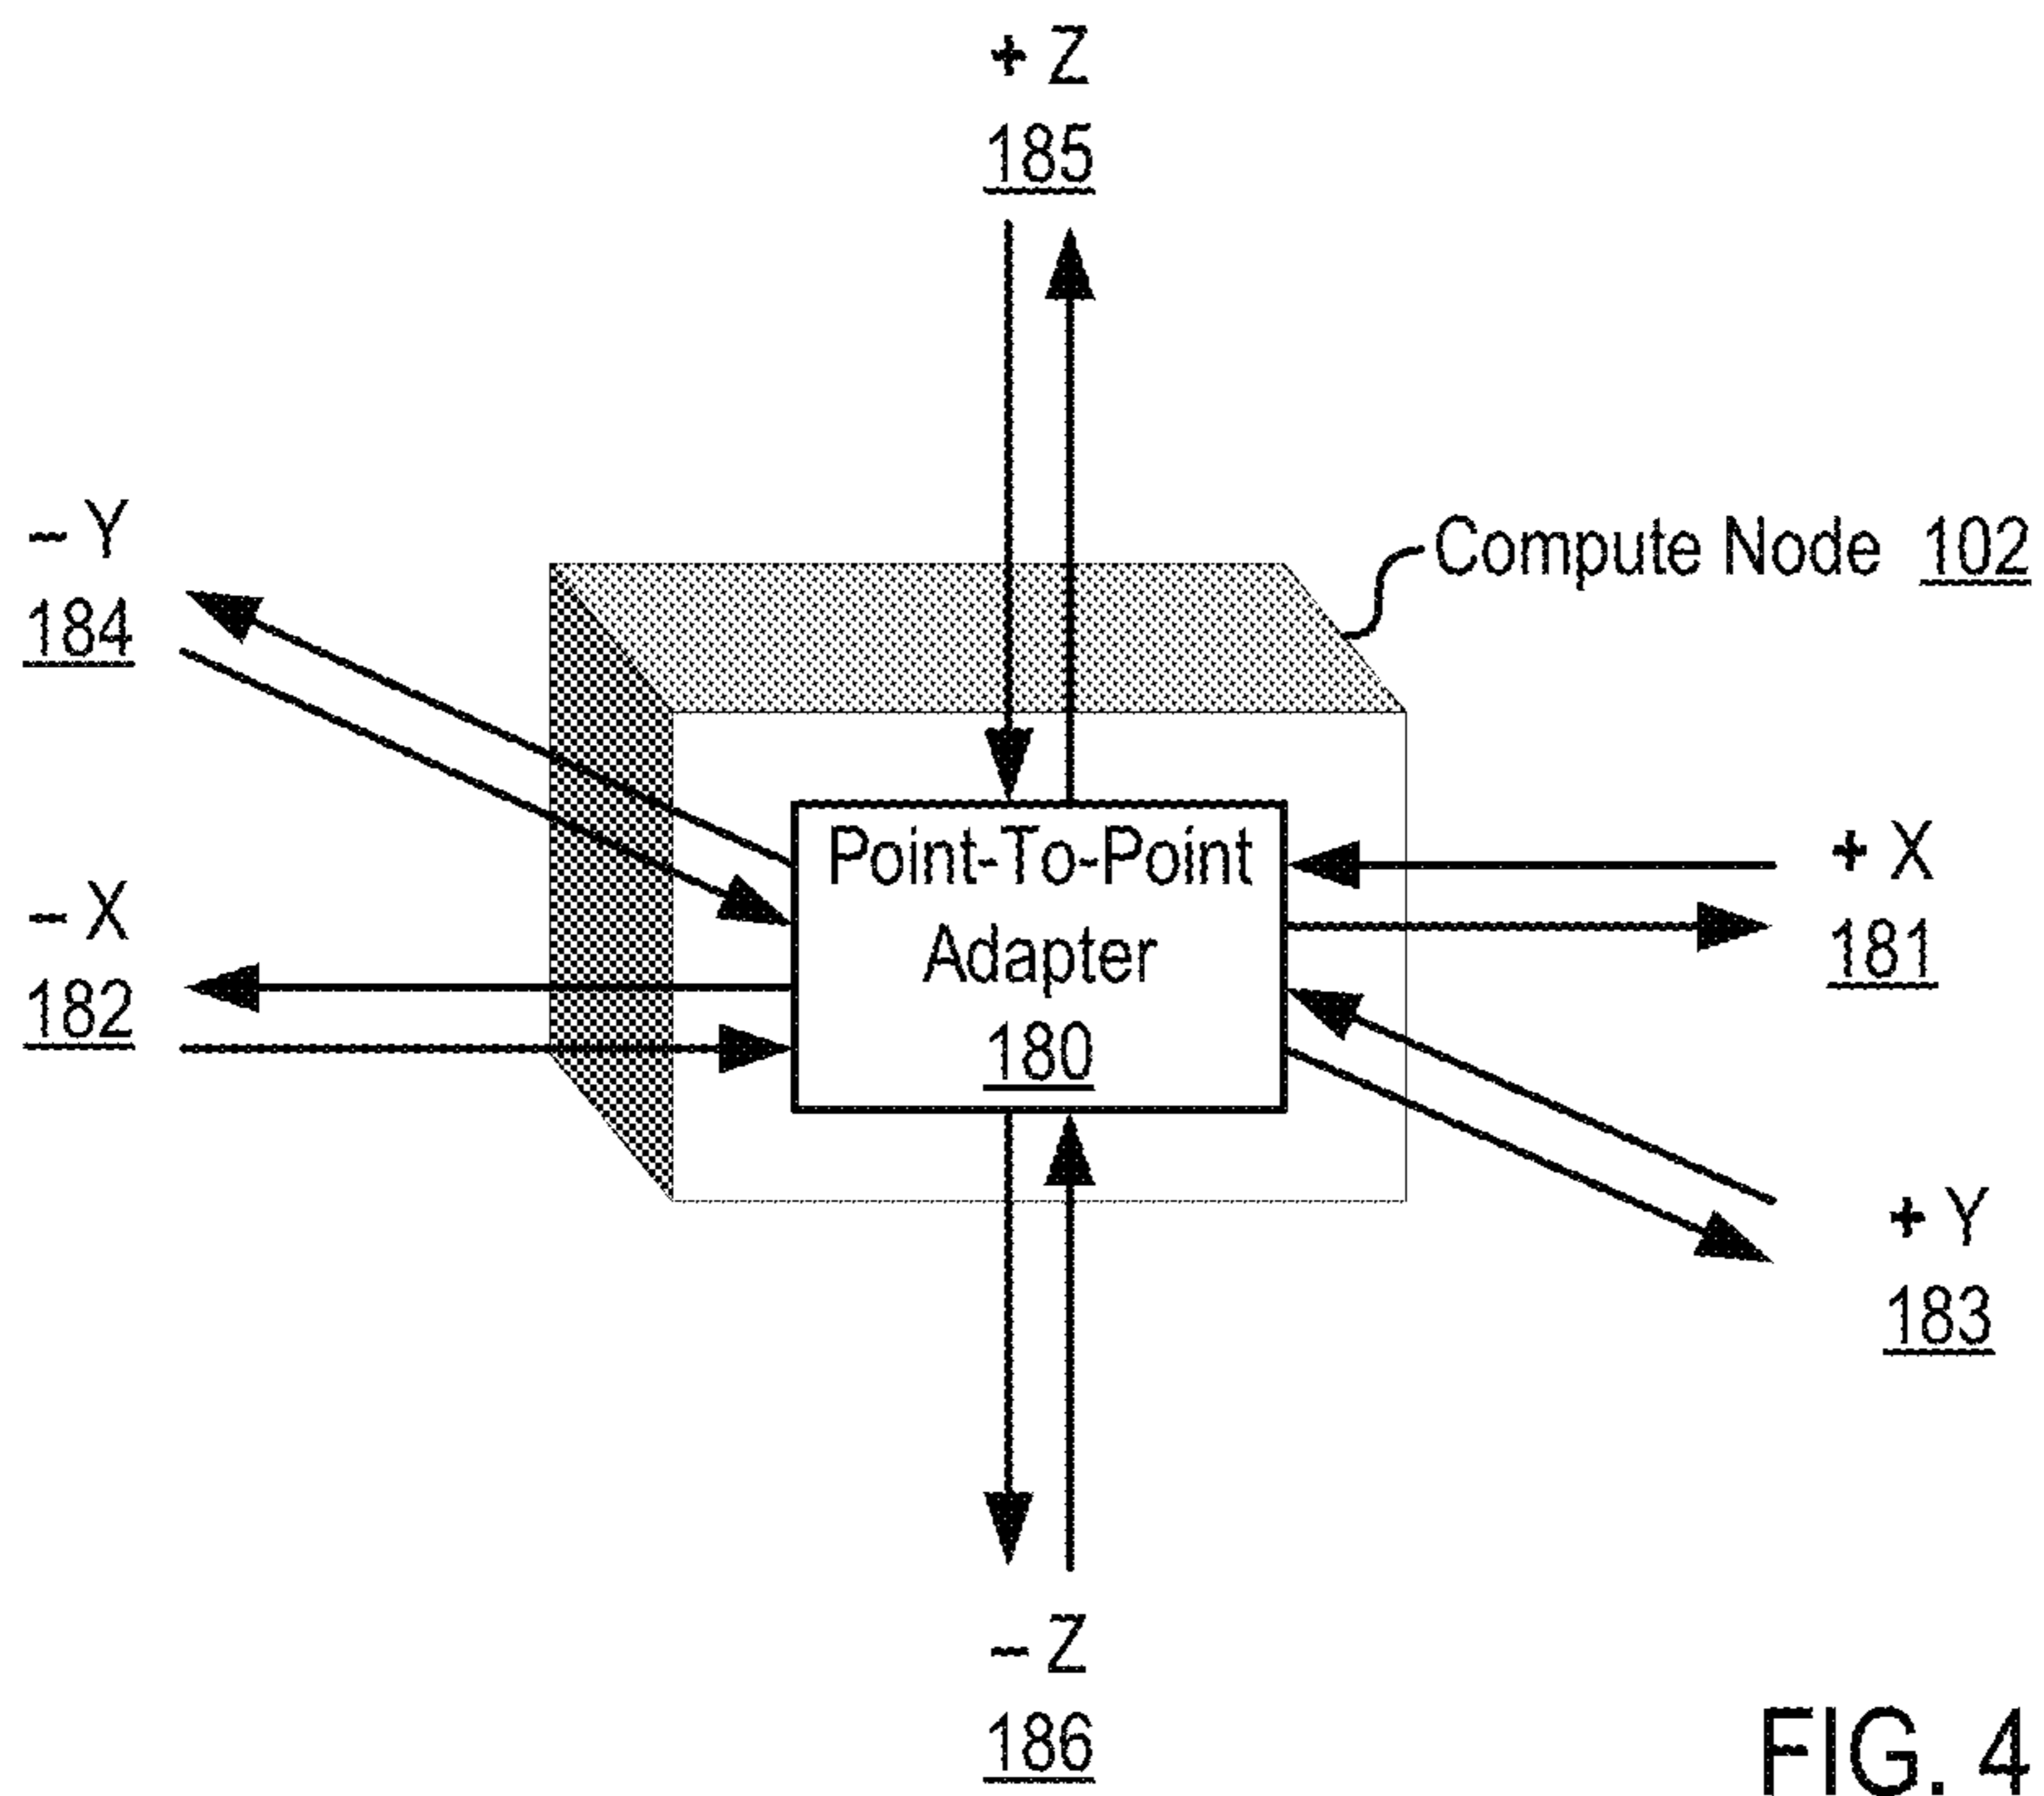 + Z
185
– Y
184
Compute Node 102
– X
182
Point-To-Point
Adapter
180
+ X
181
+ Y
183
– Z
186
FIG. 4